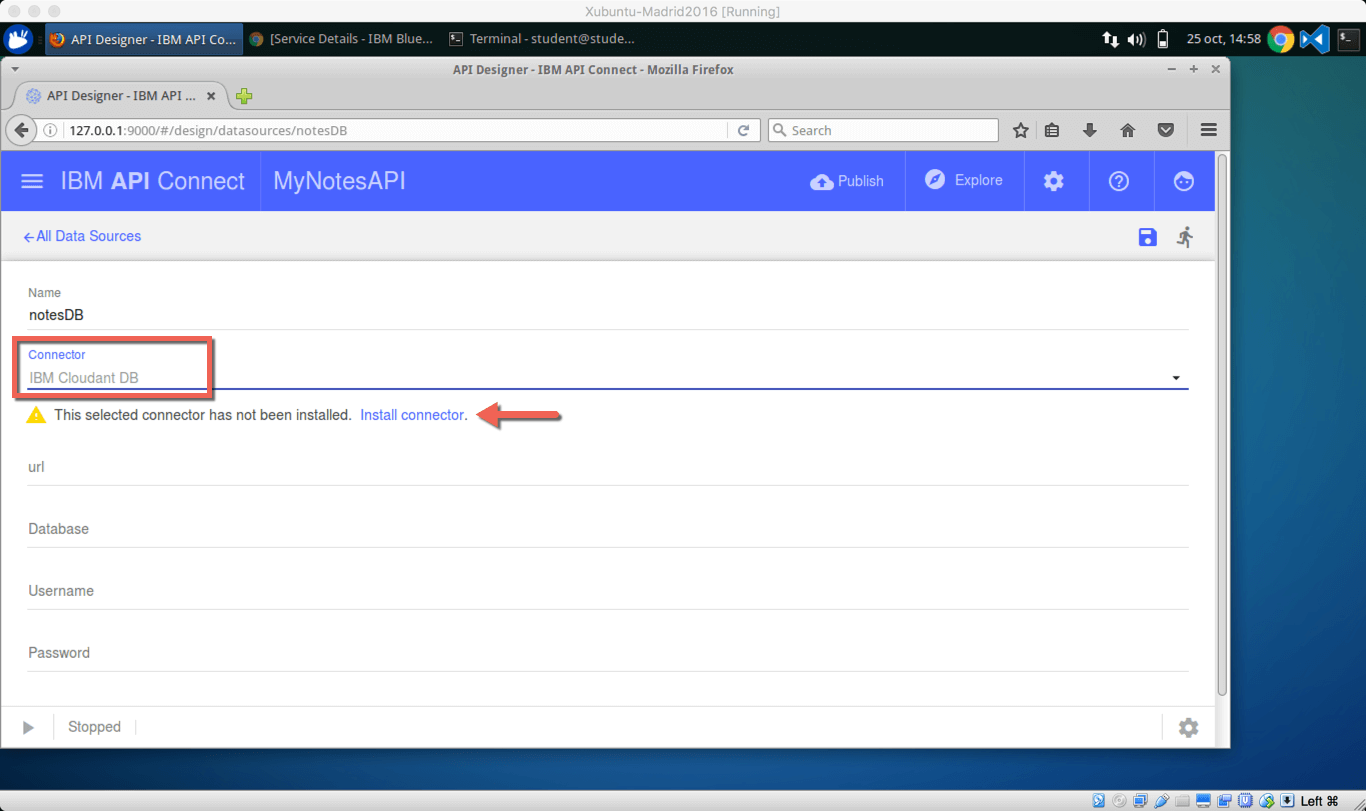 Xubuntu-Madrid2016 [Running]
API Designer - IBM API Co... [Service Details - IBM Blue... Terminal - student@stude... 25 oct, 14:58
API Designer - IBM API Connect - Mozilla Firefox
API Designer - IBM API ...
127.0.0.1:9000/#/design/datasources/notesDB Search
IBM API Connect MyNotesAPI Publish Explore
All Data Sources
Name
notesDB
Connector
IBM Cloudant DB
This selected connector has not been installed. Install connector.
url
Database
Username
Password
Stopped
Left ⌘